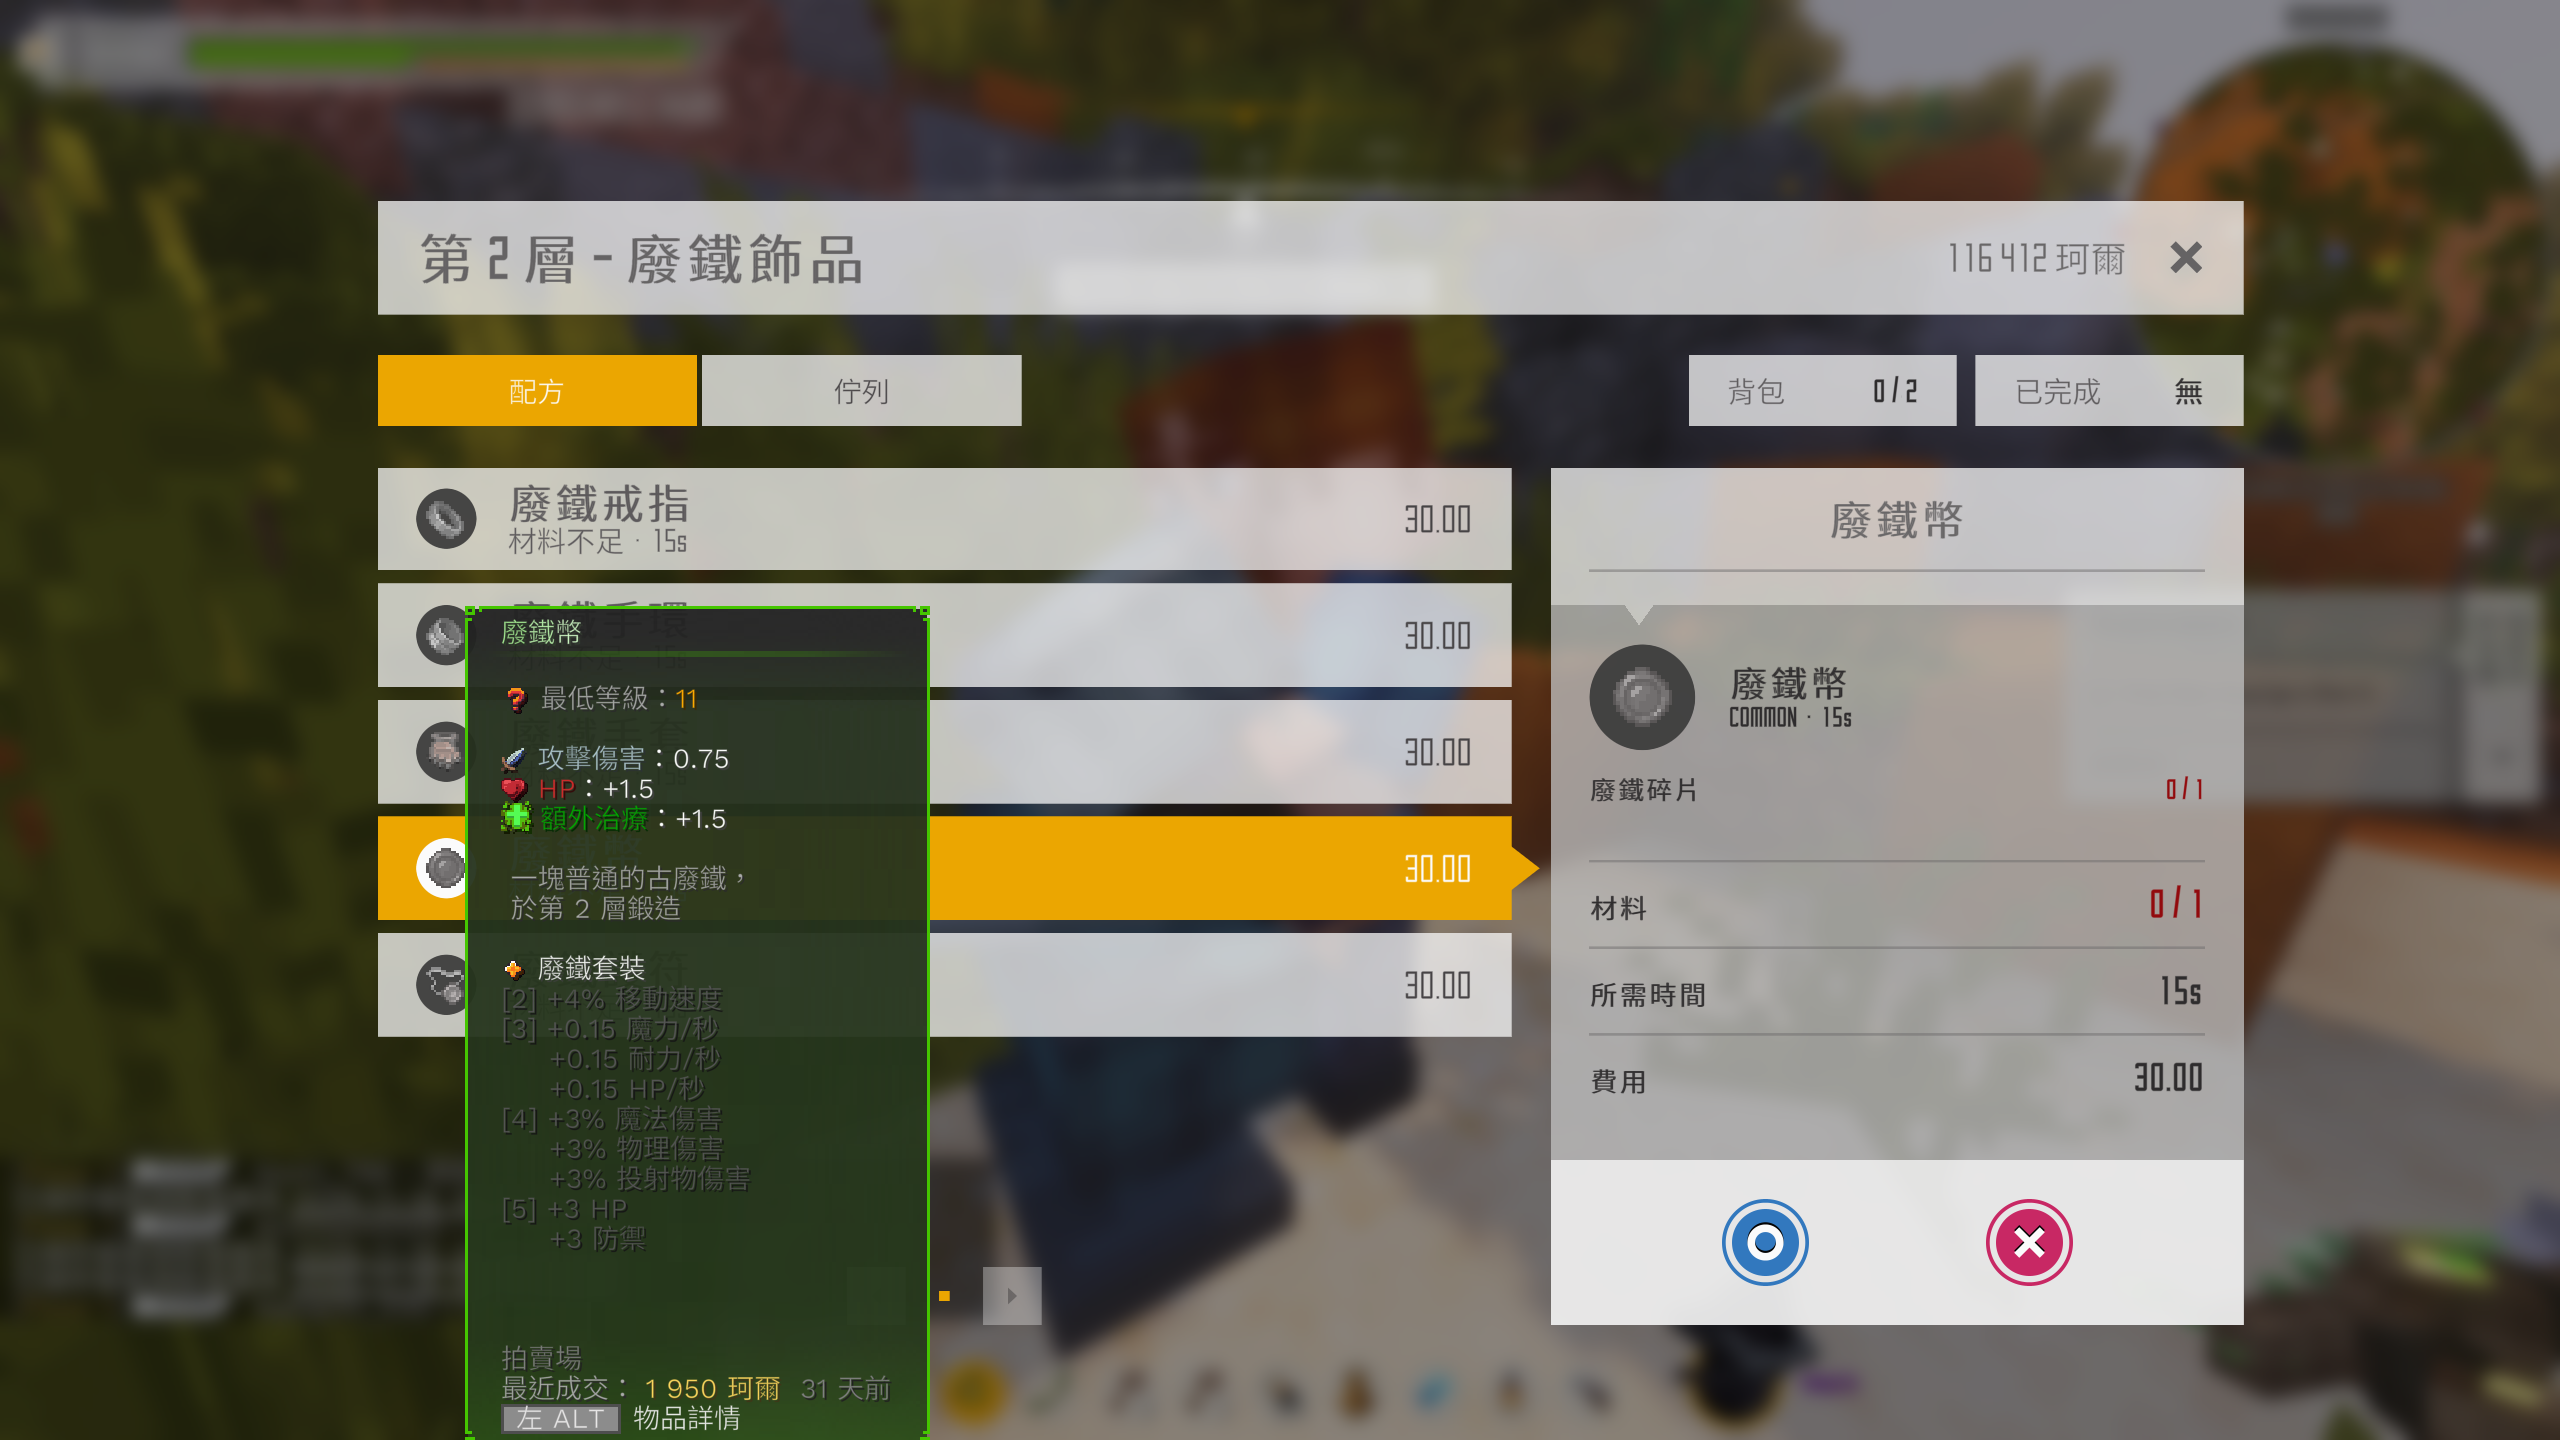 第2層-廢鐵飾品
116412珂爾
配方
佇列
背包 0/2
已完成 無
廢鐵戒指
材料不足 · 15s
30.00
30.00
30.00
30.00
30.00
廢鐵幣
最低等級：11
攻擊傷害：0.75
HP：+1.5
額外治療：+1.5
一塊普通的古廢鐵，
於第 2 層鍛造
廢鐵套裝
[2] +4% 移動速度
[3] +0.15 魔力/秒
+0.15 耐力/秒
+0.15 HP/秒
[4] +3% 魔法傷害
+3% 物理傷害
+3% 投射物傷害
[5] +3 HP
+3 防禦
拍賣場
最近成交： 1 950 珂爾 31 天前
左 ALT 物品詳情
廢鐵幣
廢鐵幣
COMMON · 15s
廢鐵碎片 0/1
材料 0/1
所需時間 15s
費用 30.00